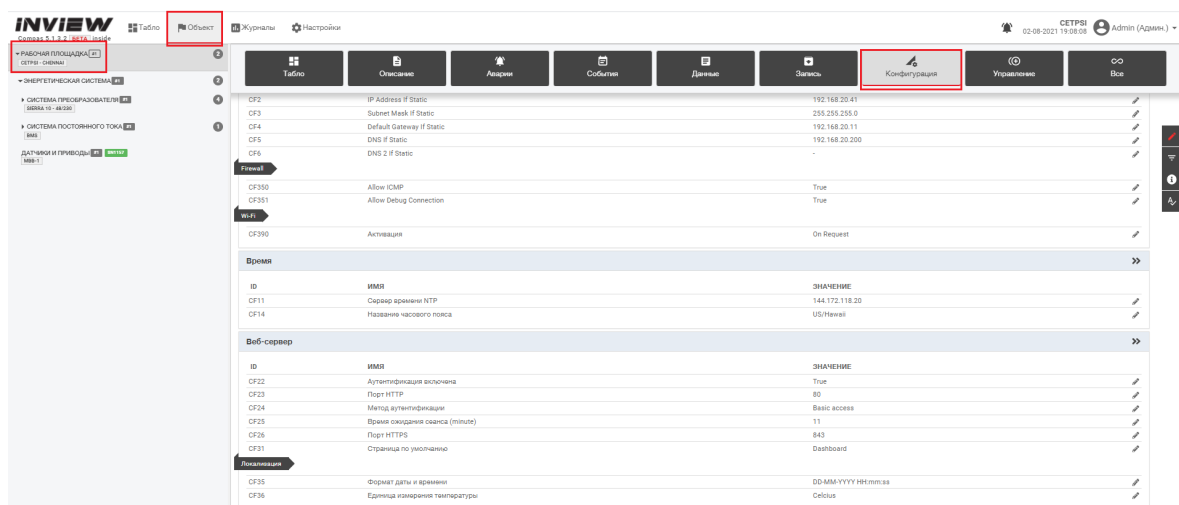 INVIEW
Табло Объект Журналы Настройки
CETPSI
02-08-2021 19:08:08 Admin (Админ.)
Compas 5.1.3.2 BETA inside
РАБОЧАЯ ПЛОЩАДКА #1 2
CETPSI - CHENNAI
ЭНЕРГЕТИЧЕСКАЯ СИСТЕМА #1 2
СИСТЕМА ПРЕОБРАЗОВАТЕЛЯ #1 4
SIERRA 10 - 48/230
СИСТЕМА ПОСТОЯННОГО ТОКА #1 1
BMS
ДАТЧИКИ И ПРИВОДЫ #1
MBB-1
Табло Описание Аварии События Данные Запись Конфигурация Управление Все
CF2 IP Address If Static 192.168.20.41
CF3 Subnet Mask If Static 255.255.255.0
CF4 Default Gateway If Static 192.168.20.11
CF5 DNS If Static 192.168.20.200
CF6 DNS 2 If Static -
Firewall
CF350 Allow ICMP True
CF351 Allow Debug Connection True
Wi-Fi
CF390 Активация On Request
Время
ID ИМЯ ЗНАЧЕНИЕ
CF11 Сервер времени NTP 144.172.118.20
CF14 Название часового пояса US/Hawaii
Веб-сервер
ID ИМЯ ЗНАЧЕНИЕ
CF22 Аутентификация включена True
CF23 Порт HTTP 80
CF24 Метод аутентификации Basic access
CF25 Время ожидания сеанса (minute) 11
CF26 Порт HTTPS 843
CF31 Страница по умолчанию Dashboard
Локализация
CF35 Формат даты и времени DD-MM-YYYY HH:mm:ss
CF36 Единица измерения температуры Celcius